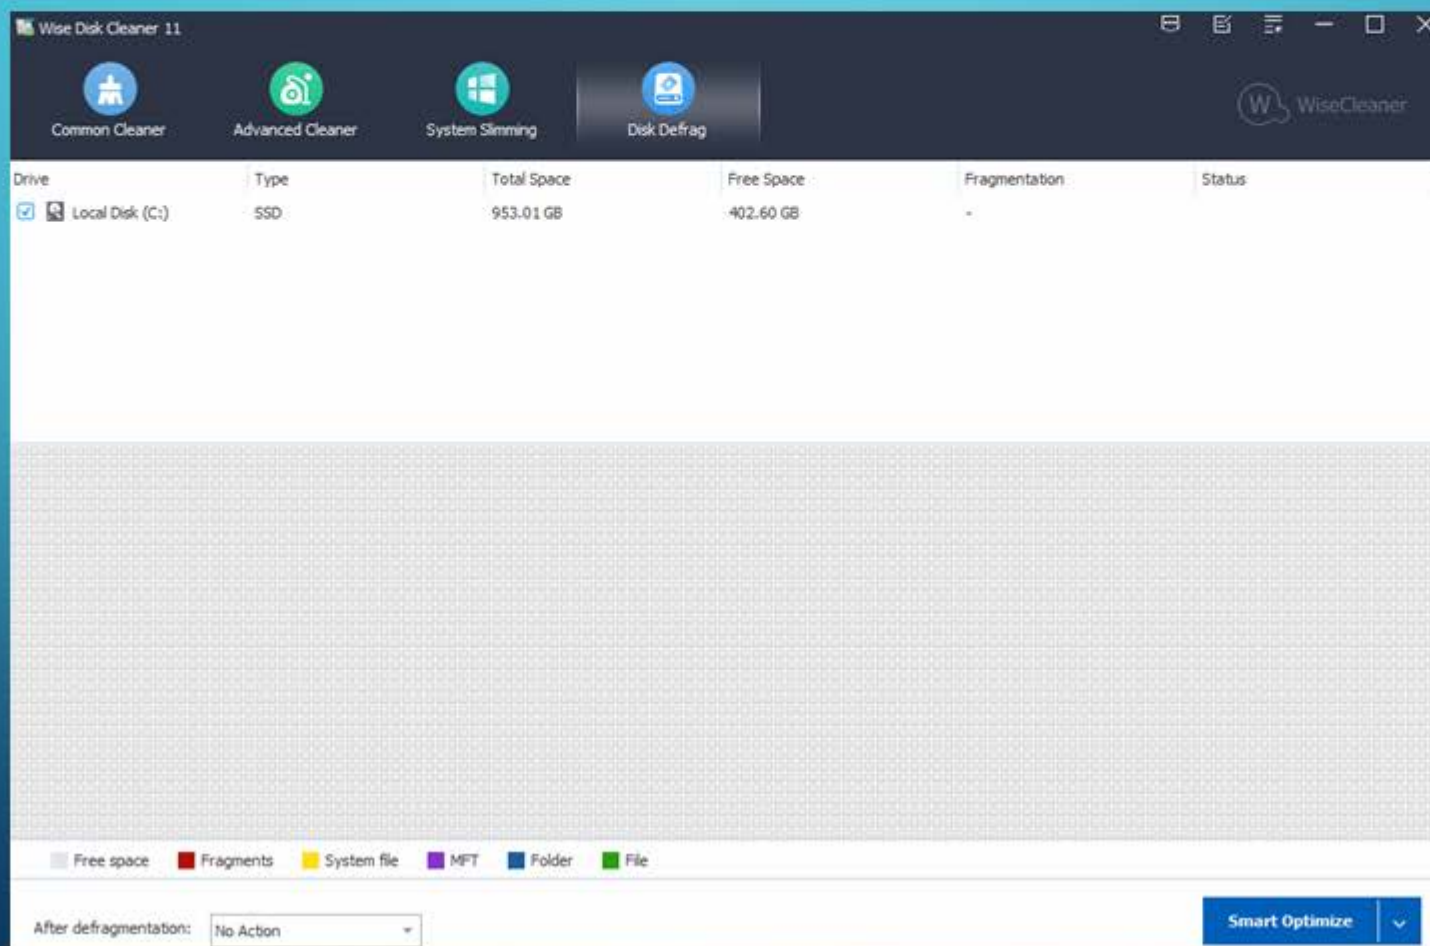 Wise Disk Cleaner 11
Common Cleaner Advanced Cleaner System Slimming Disk Defrag WiseCleaner
Drive Type Total Space Free Space Fragmentation Status
Local Disk (C:) SSD 953.01 GB 402.60 GB -
Free space Fragments System file MFT Folder File
After defragmentation: No Action Smart Optimize